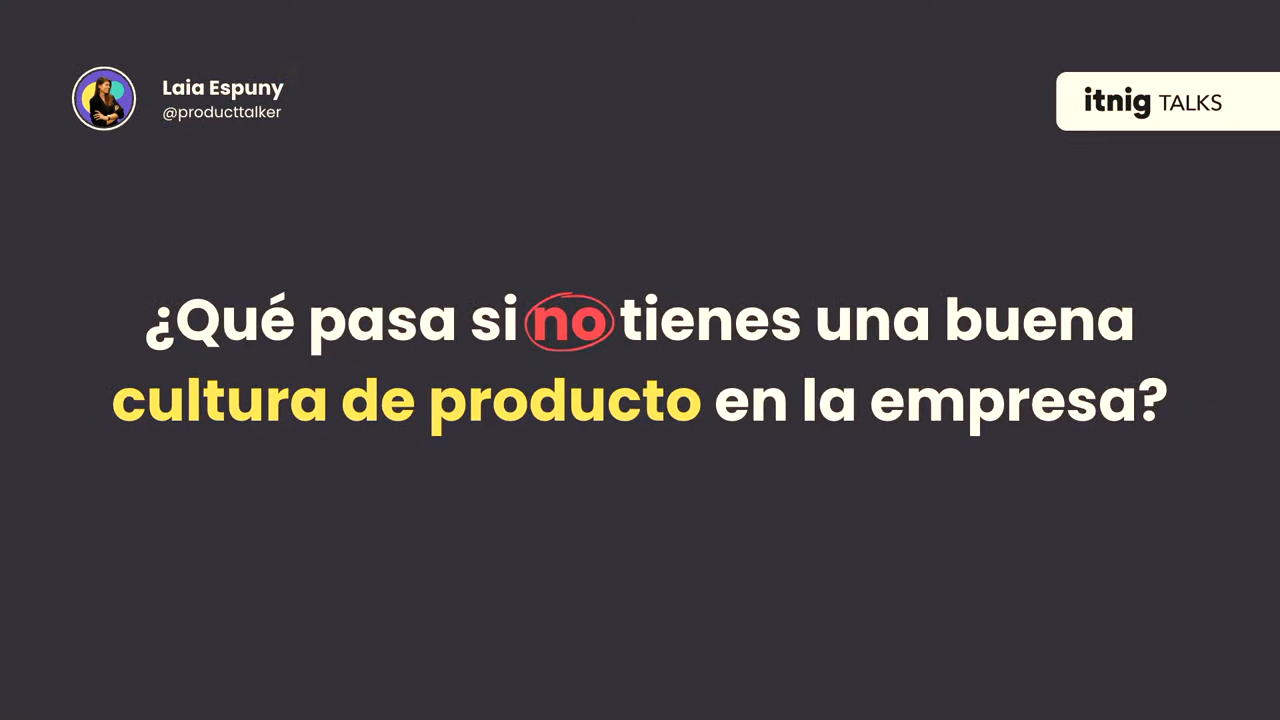 Laia Espuny
@producttalker
itnig TALKS
¿Qué pasa si no tienes una buena
cultura de producto en la empresa?